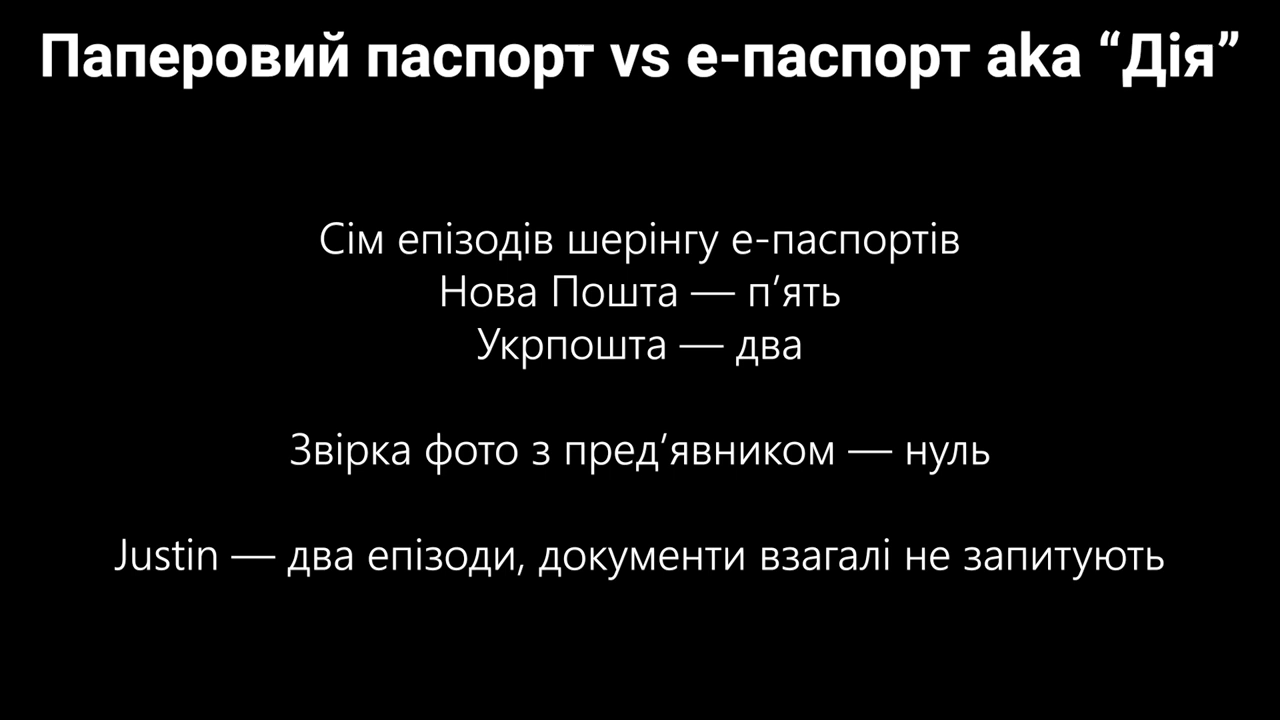 Паперовий паспорт vs е-паспорт aka “Дія”
Сім епізодів шерінгу е-паспортів
Нова Пошта — п’ять
Укрпошта — два
Звірка фото з пред’явником — нуль
Justin — два епізоди, документи взагалі не запитують